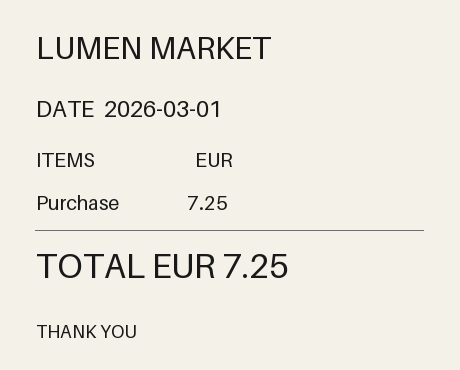 LUMEN MARKET
DATE 2026-03-01
ITEMS EUR
Purchase 7.25
TOTAL EUR 7.25
THANK YOU